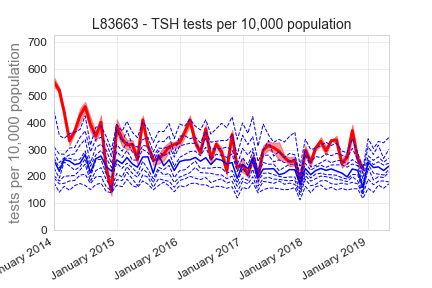 L83663 - TSH tests per 10,000 population
tests per 10,000 population
700
600
500
400
300
200
100
0
nuary 2014
January 2015
January 2016
January 2017
January 2018
January 2019